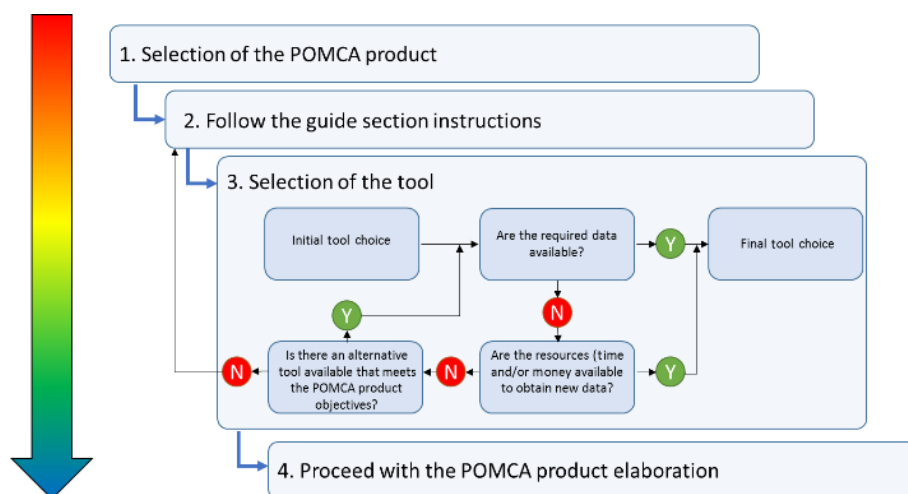 1. Selection of the POMCA product
2. Follow the guide section instructions
3. Selection of the tool
Initial tool choice
Are the required data
available?
Y
Final tool choice
Y
N
N
Is there an alternative
tool available that meets
the POMCA product
objectives?
N
Are the resources (time
and/or money available
to obtain new data?
Y
4. Proceed with the POMCA product elaboration